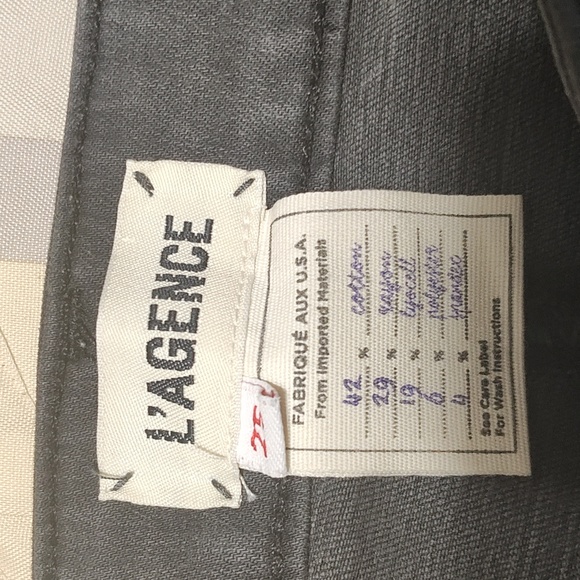 L'AGENCE
25
FABRIQUÉ AUX U.S.A.
From Imported Materials
42 % cotton
29 % rayon
19 % lyocell
6 % polyester
4 % spandex
See Care Label
For Wash Instructions